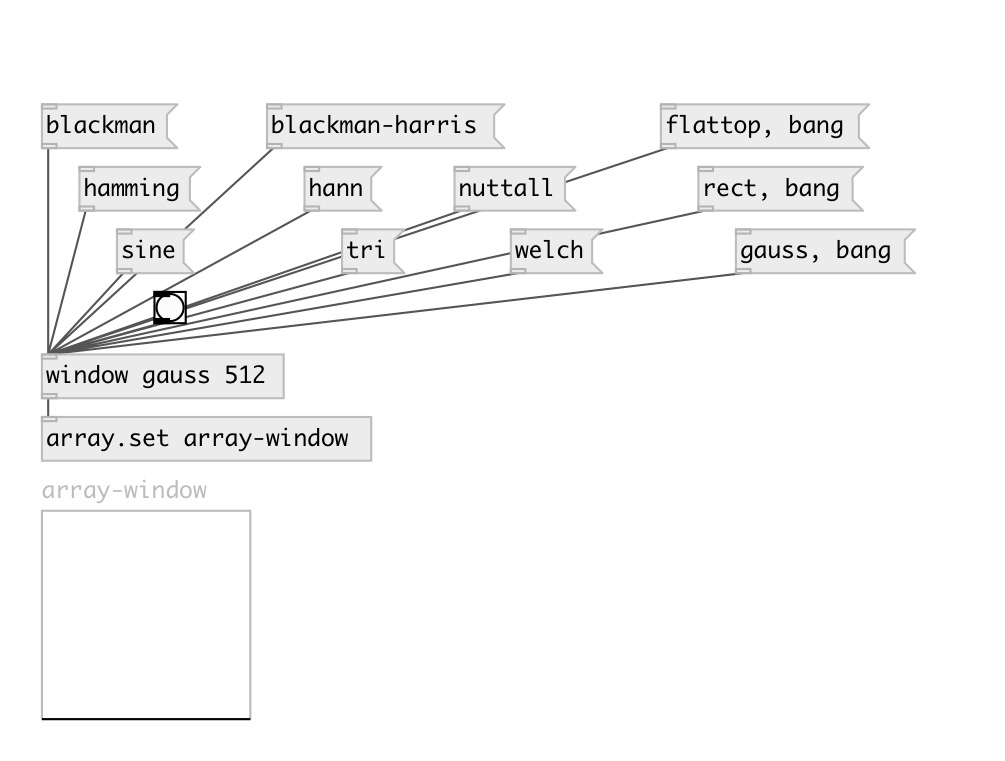 blackman
blackman-harris
flattop, bang
hamming
hann
nuttall
rect, bang
sine
tri
welch
gauss, bang
window gauss 512
array.set array-window
array-window